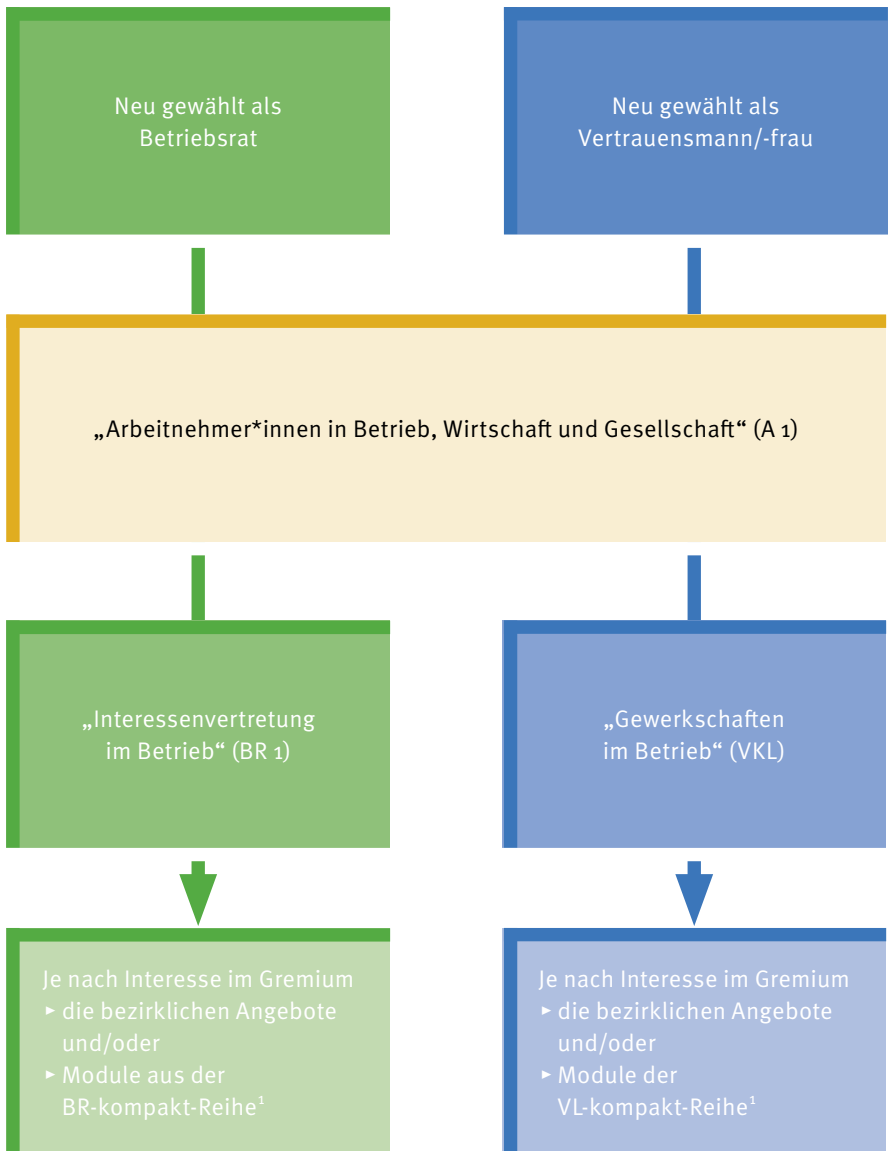 Neu gewählt als
Betriebsrat
Neu gewählt als
Vertrauensmann/-frau
„Arbeitnehmer*innen in Betrieb, Wirtschaft und Gesellschaft“ (A 1)
„Interessenvertretung
im Betrieb“ (BR 1)
„Gewerkschaften
im Betrieb“ (VKL)
Je nach Interesse im Gremium
▸ die bezirklichen Angebote
und/oder
▸ Module aus der
BR-kompakt-Reihe¹
Je nach Interesse im Gremium
▸ die bezirklichen Angebote
und/oder
▸ Module der
VL-kompakt-Reihe¹